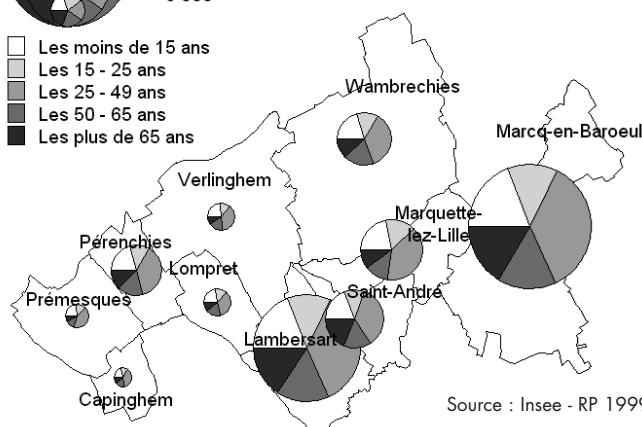 Les moins de 15 ans
Les 15 - 25 ans
Les 25 - 49 ans
Les 50 - 65 ans
Les plus de 65 ans
Wambrechies
Marcq-en-Baroeul
Verlinghem
Marquette-
lez-Lille
Pérenchies
Lompret
Saint-André
Prémesques
Lambersart
Capinghem
Source : Insee - RP 1999